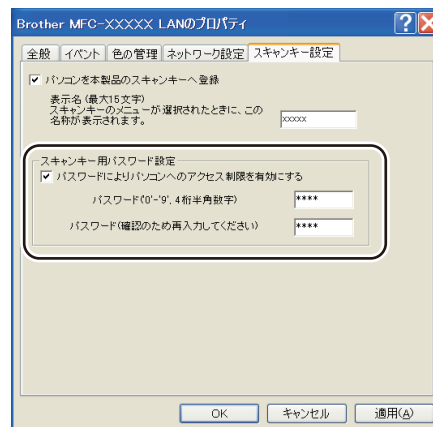 Brother MFC-XXXXX LANのプロパティ
全般 イベント 色の管理 ネットワーク設定 スキャンキー設定
パソコンを本製品のスキャンキーへ登録
表示名(最大15文字)
スキャンキーのメニューが選択されたときに、この
名称が表示されます。
xxxxx
スキャンキー用パスワード設定
パスワードによりパソコンへのアクセス制限を有効にする
パスワード('0'-'9', 4桁半角数字) ****
パスワード(確認のため再入力してください) ****
OK キャンセル 適用(A)